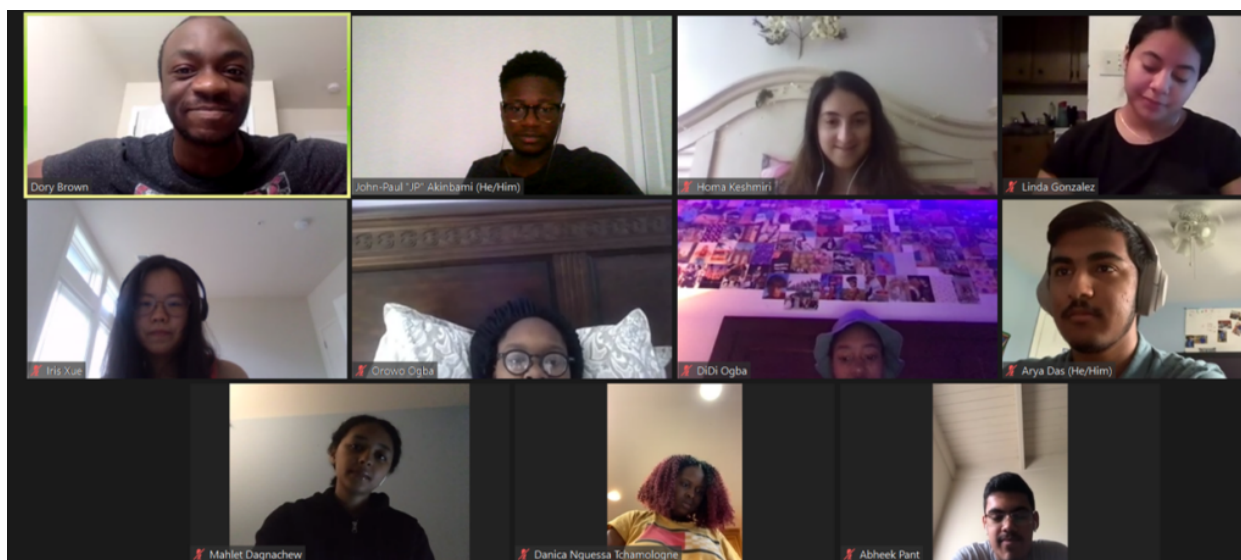 Dory Brown
John-Paul "JP" Akinbami (He/Him)
Homa Keshmiri
Linda Gonzalez
Iris Xue
Orowo Ogba
DiDi Ogba
Arya Das (He/Him)
Mahlet Dagnachew
Danica Nguessa Tchamologne
Abheek Pant